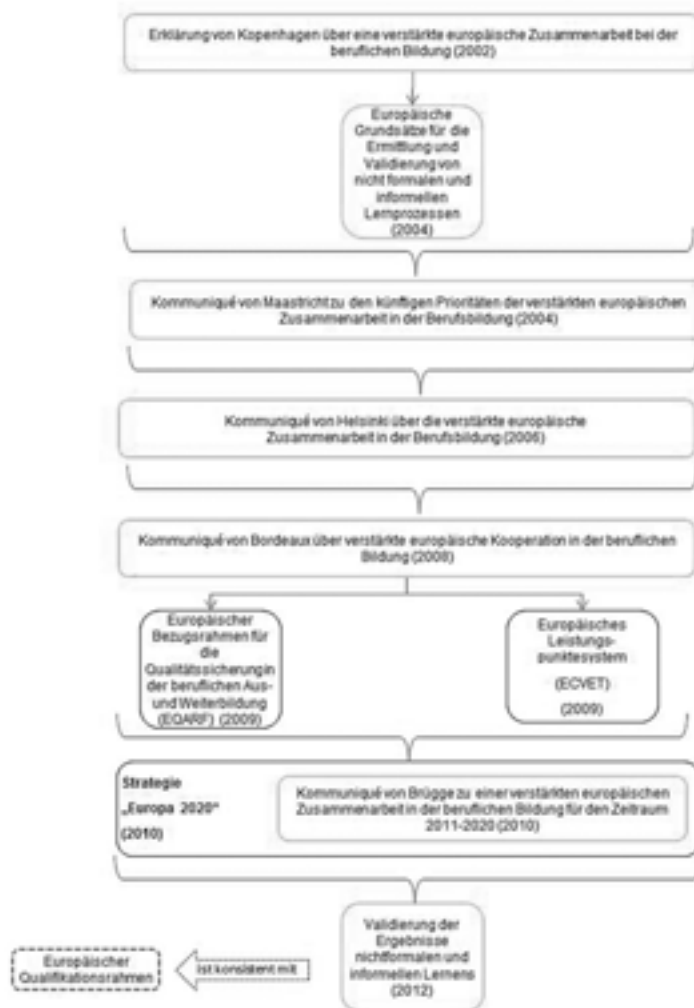 Erklärung von Kopenhagen über eine verstärkte europäische Zusammenarbeit bei der
beruflichen Bildung (2002)
Europäische
Grundsätze für die
Ermittlung und
Validierung von
nicht formalen und
informellen
Lernprozessen
(2004)
Kommuniqué von Maastricht zu den künftigen Prioritäten der verstärkten europäischen
Zusammenarbeit in der Berufsbildung (2004)
Kommuniqué von Helsinki über die verstärkte europäische
Zusammenarbeit in der Berufsbildung (2006)
Kommuniqué von Bordeaux über verstärkte europäische Kooperation in der beruflichen
Bildung (2008)
Europäischer
Bezugsrahmen für
die
Qualitätssicherung in
der beruflichen Aus-
und Weiterbildung
(EQARF) (2009)
Europäisches
Leistungs-
punktesystem
(ECVET)
(2009)
Strategie
„Europa 2020"
(2010)
Kommuniqué von Brügge zu einer verstärkten europäischen
Zusammenarbeit in der beruflichen Bildung für den Zeitraum
2011-2020 (2010)
Validierung der
Ergebnisse
nichtformalen und
informellen Lernens
(2012)
ist konsistent mit
Europäischer
Qualifikationsrahmen